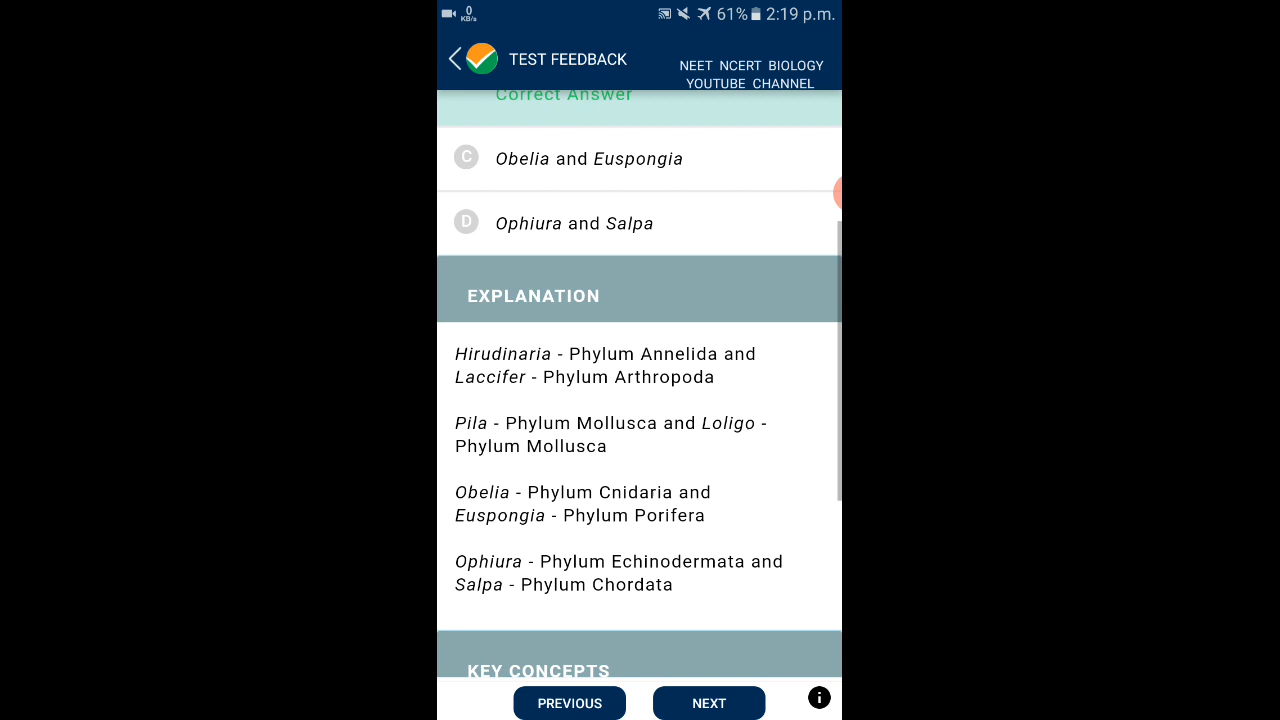 0
KB/s
61% 2:19 p.m.
TEST FEEDBACK
NEET NCERT BIOLOGY
YOUTUBE CHANNEL
Correct Answer
C Obelia and Euspongia
D Ophiura and Salpa
EXPLANATION
Hirudinaria - Phylum Annelida and
Laccifer - Phylum Arthropoda
Pila - Phylum Mollusca and Loligo -
Phylum Mollusca
Obelia - Phylum Cnidaria and
Euspongia - Phylum Porifera
Ophiura - Phylum Echinodermata and
Salpa - Phylum Chordata
KEY CONCEPTS
PREVIOUS NEXT i